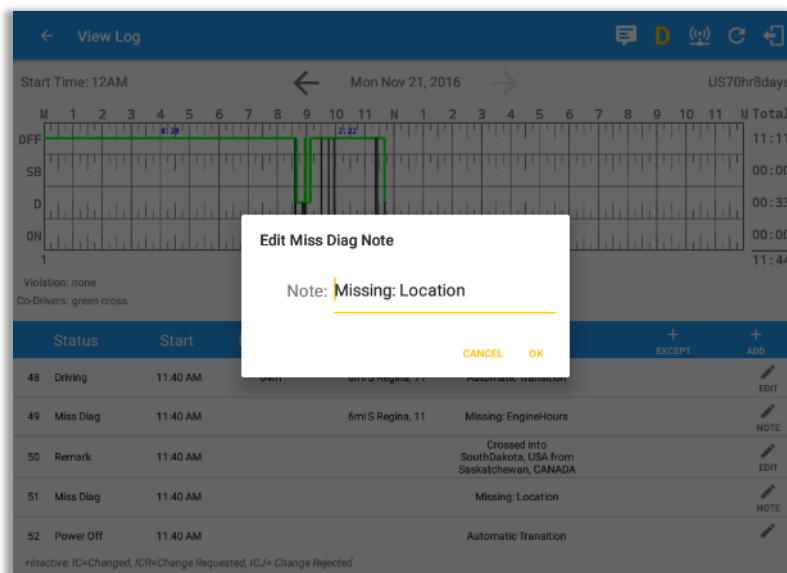 View Log
D
Start Time: 12AM
Mon Nov 21, 2016
US70hr8days
M 1 2 3 4 5 6 7 8 9 10 11 N 1 2 3 4 5 6 7 8 9 10 11 M Total
OFF 11:11
SB 00:00
D 00:33
ON 00:00
1 11:44
Violation: none
Co-Drivers: green cross
Edit Miss Diag Note
Note: Missing: Location
CANCEL OK
Status Start + EXCEPT + ADD
48 Driving 11:40 AM 6mi S Regina, 11 Automatic Transition EDIT
49 Miss Diag 11:40 AM 6mi S Regina, 11 Missing: EngineHours NOTE
50 Remark 11:40 AM Crossed into
SouthDakota, USA from
Saskatchewan, CANADA EDIT
51 Miss Diag 11:40 AM Missing: Location NOTE
52 Power Off 11:40 AM Automatic Transition
+Inactive: IC=Changed, ICR=Change Requested, ICJ= Change Rejected